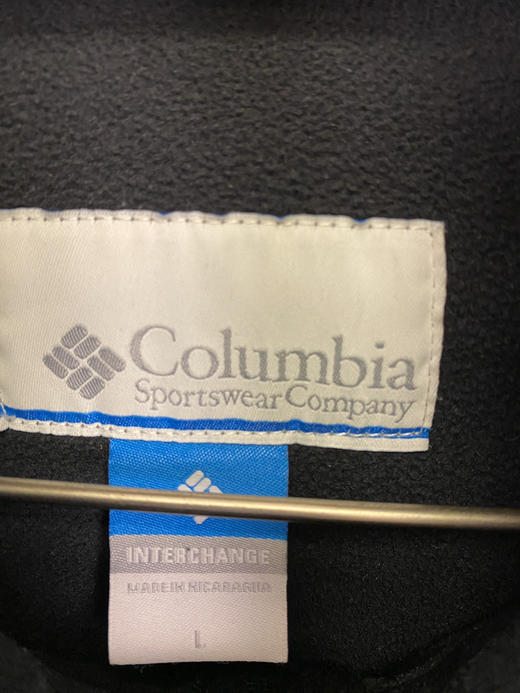 Columbia
Sportswear Company
INTERCHANGE
MADE IN NICARAGUA
L